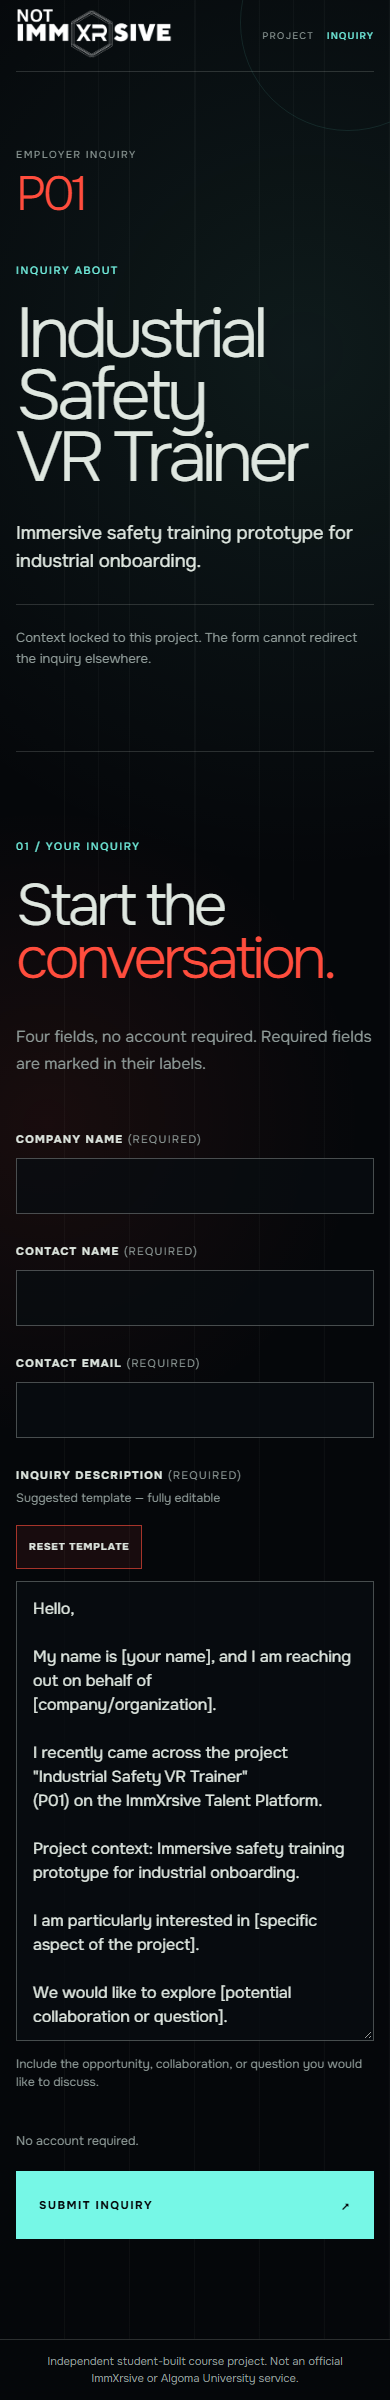 NOT
IMMXRSIVE
PROJECT INQUIRY
EMPLOYER INQUIRY
P01
INQUIRY ABOUT
Industrial
Safety
VR Trainer
Immersive safety training prototype for
industrial onboarding.
Context locked to this project. The form cannot redirect
the inquiry elsewhere.
01 / YOUR INQUIRY
Start the
conversation.
Four fields, no account required. Required fields
are marked in their labels.
COMPANY NAME (REQUIRED)
CONTACT NAME (REQUIRED)
CONTACT EMAIL (REQUIRED)
INQUIRY DESCRIPTION (REQUIRED)
Suggested template — fully editable
RESET TEMPLATE
Hello,
My name is [your name], and I am reaching
out on behalf of
[company/organization].
I recently came across the project
"Industrial Safety VR Trainer"
(P01) on the ImmXrsive Talent Platform.
Project context: Immersive safety training
prototype for industrial onboarding.
I am particularly interested in [specific
aspect of the project].
We would like to explore [potential
collaboration or question].
Include the opportunity, collaboration, or question you would
like to discuss.
No account required.
SUBMIT INQUIRY ↗
Independent student-built course project. Not an official
ImmXrsive or Algoma University service.